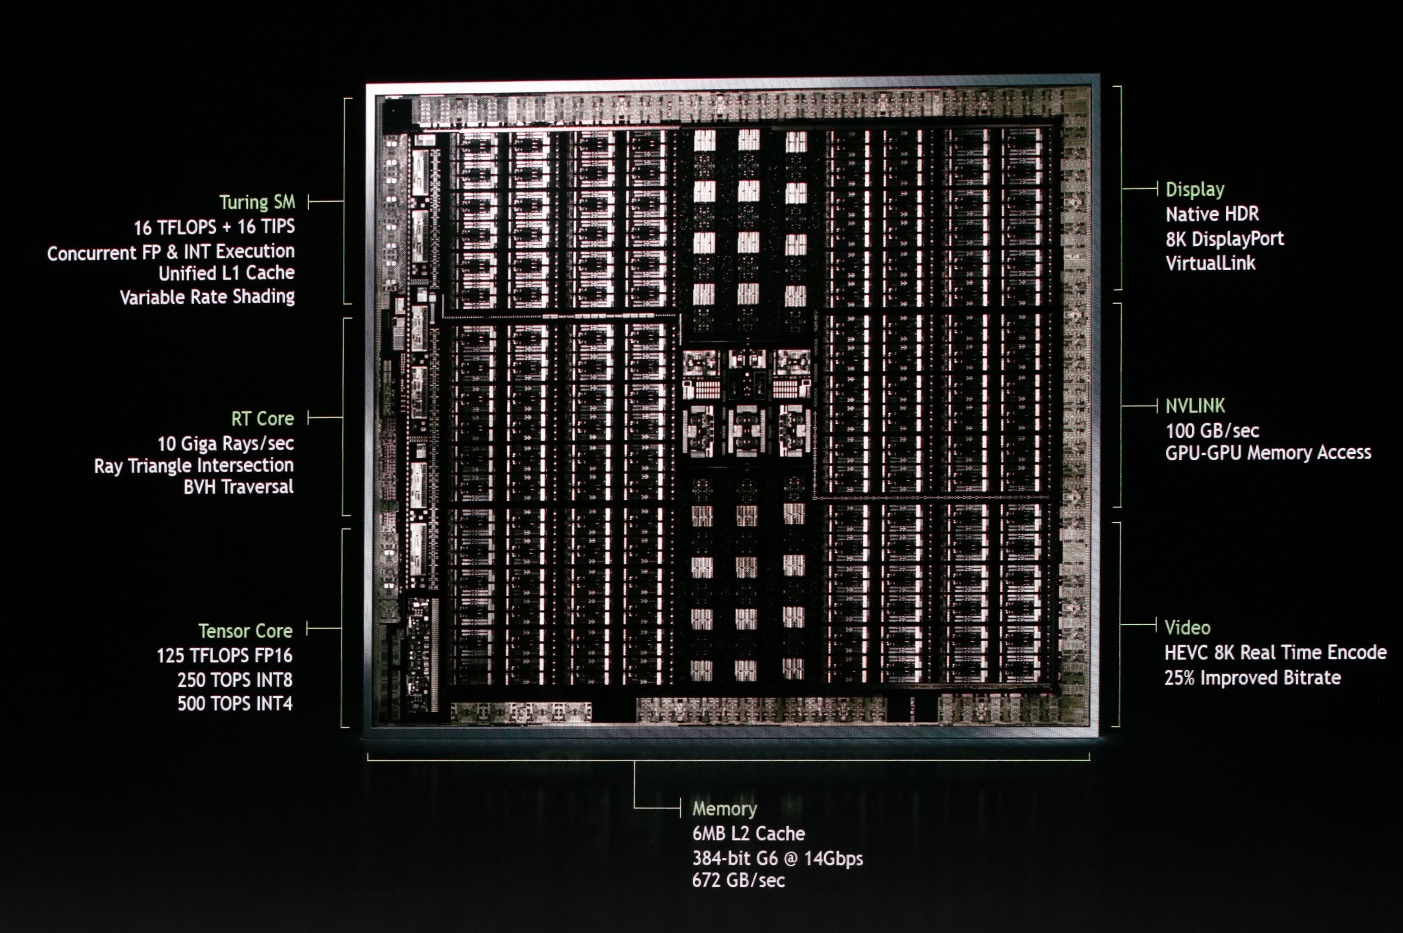 Turing SM
16 TFLOPS + 16 TIPS
Concurrent FP & INT Execution
Unified L1 Cache
Variable Rate Shading
RT Core
10 Giga Rays/sec
Ray Triangle Intersection
BVH Traversal
Tensor Core
125 TFLOPS FP16
250 TOPS INT8
500 TOPS INT4
Display
Native HDR
8K DisplayPort
VirtualLink
NVLINK
100 GB/sec
GPU-GPU Memory Access
Video
HEVC 8K Real Time Encode
25% Improved Bitrate
Memory
6MB L2 Cache
384-bit G6 @ 14Gbps
672 GB/sec